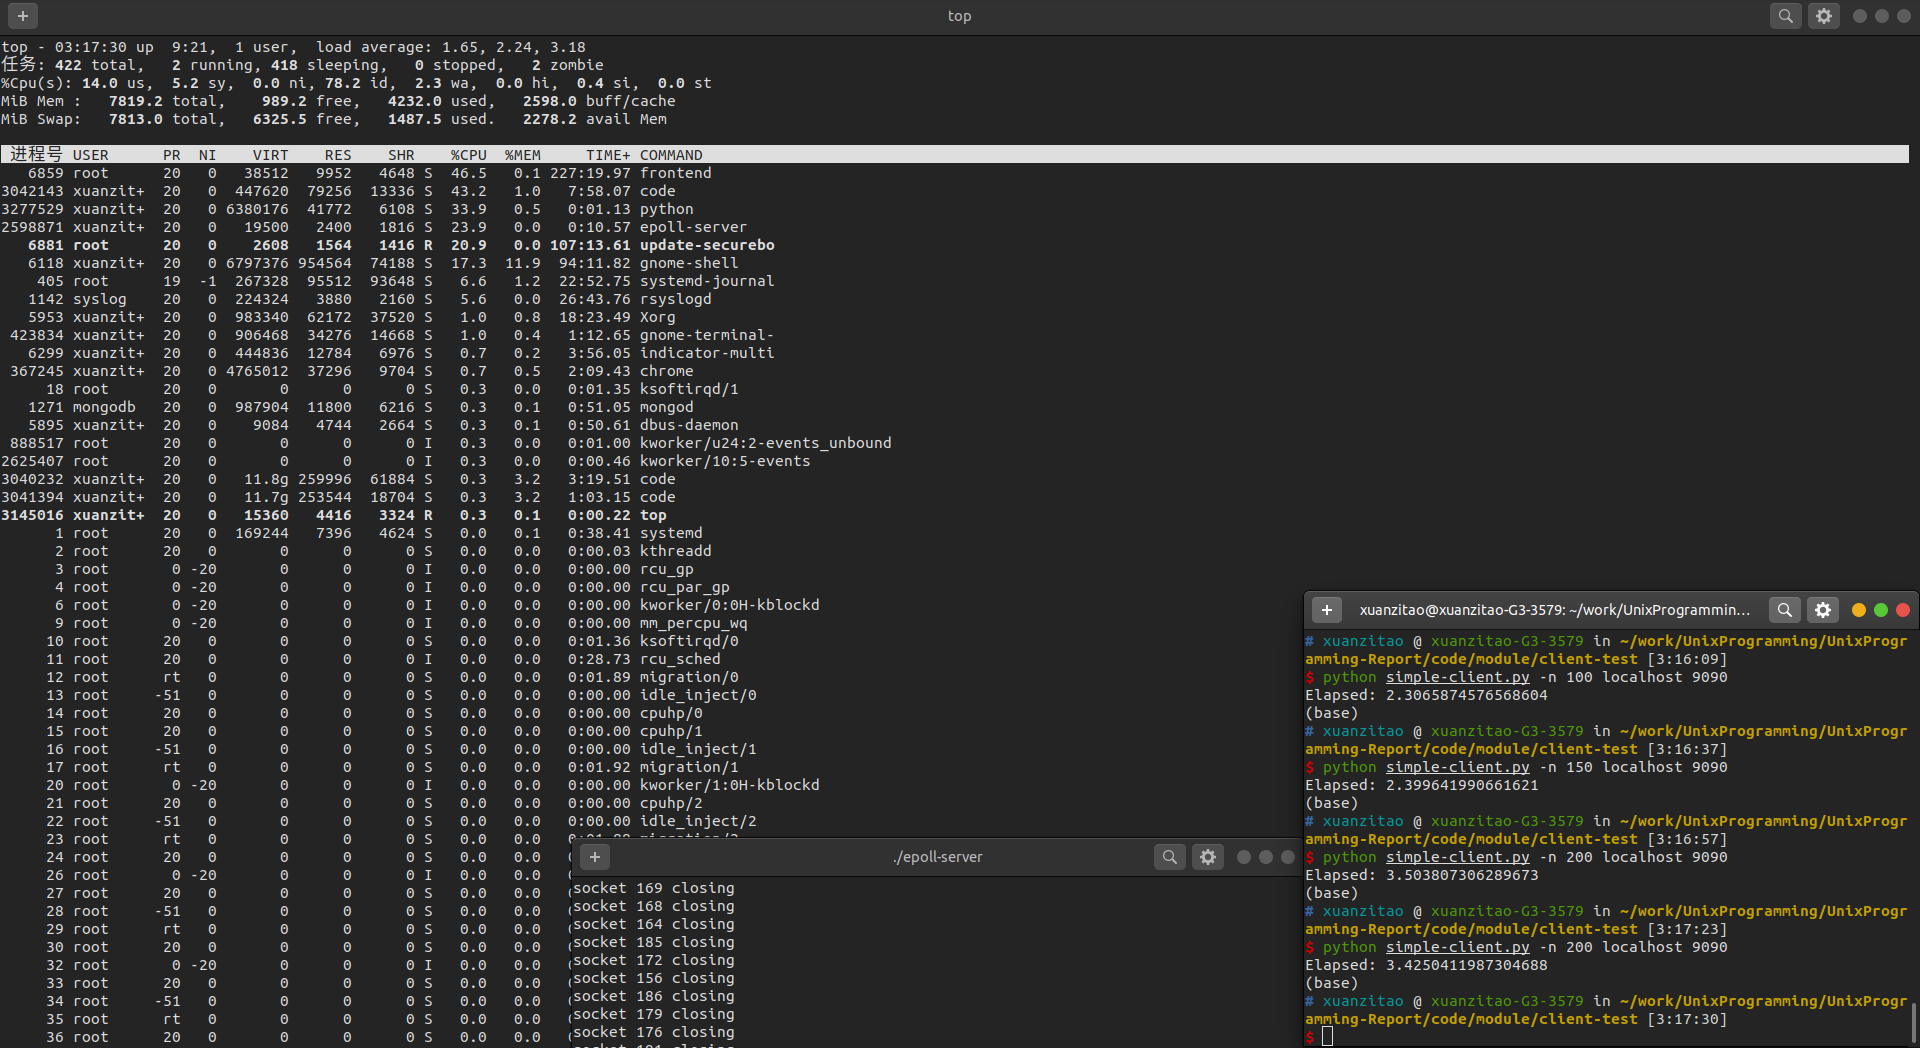 top
top - 03:17:30 up  9:21,  1 user,  load average: 1.65, 2.24, 3.18
任务: 422 total,   2 running, 418 sleeping,   0 stopped,   2 zombie
%Cpu(s): 14.0 us,  5.2 sy,  0.0 ni, 78.2 id,  2.3 wa,  0.0 hi,  0.4 si,  0.0 st
MiB Mem :   7819.2 total,    989.2 free,   4232.0 used,   2598.0 buff/cache
MiB Swap:   7813.0 total,   6325.5 free,   1487.5 used.   2278.2 avail Mem
进程号 USER      PR  NI    VIRT    RES    SHR    %CPU  %MEM     TIME+ COMMAND
6859 root      20   0   38512   9952   4648 S  46.5   0.1 227:19.97 frontend
3042143 xuanzit+  20   0  447620  79256  13336 S  43.2   1.0   7:58.07 code
3277529 xuanzit+  20   0 6380176  41772   6108 S  33.9   0.5   0:01.13 python
2598871 xuanzit+  20   0   19500   2400   1816 S  23.9   0.0   0:10.57 epoll-server
6881 root      20   0    2608   1564   1416 R  20.9   0.0 107:13.61 update-securebo
6118 xuanzit+  20   0 6797376 954564  74188 S  17.3  11.9  94:11.82 gnome-shell
405 root      19  -1  267328  95512  93648 S   6.6   1.2  22:52.75 systemd-journal
1142 syslog    20   0  224324   3880   2160 S   5.6   0.0  26:43.76 rsyslogd
5953 xuanzit+  20   0  983340  62172  37520 S   1.0   0.8  18:23.49 Xorg
423834 xuanzit+  20   0  906468  34276  14668 S   1.0   0.4   1:12.65 gnome-terminal-
6299 xuanzit+  20   0  444836  12784   6976 S   0.7   0.2   3:56.05 indicator-multi
367245 xuanzit+  20   0 4765012  37296   9704 S   0.7   0.5   2:09.43 chrome
18 root      20   0       0      0      0 S   0.3   0.0   0:01.35 ksoftirqd/1
1271 mongodb   20   0  987904  11800   6216 S   0.3   0.1   0:51.05 mongod
5895 xuanzit+  20   0    9084   4744   2664 S   0.3   0.1   0:50.61 dbus-daemon
888517 root      20   0       0      0      0 I   0.3   0.0   0:01.00 kworker/u24:2-events_unbound
2625407 root      20   0       0      0      0 I   0.3   0.0   0:00.46 kworker/10:5-events
3040232 xuanzit+  20   0   11.8g 259996  61884 S   0.3   3.2   3:19.51 code
3041394 xuanzit+  20   0   11.7g 253544  18704 S   0.3   3.2   1:03.15 code
3145016 xuanzit+  20   0   15360   4416   3324 R   0.3   0.1   0:00.22 top
1 root      20   0  169244   7396   4624 S   0.0   0.1   0:38.41 systemd
2 root      20   0       0      0      0 S   0.0   0.0   0:00.03 kthreadd
3 root       0 -20       0      0      0 I   0.0   0.0   0:00.00 rcu_gp
4 root       0 -20       0      0      0 I   0.0   0.0   0:00.00 rcu_par_gp
6 root       0 -20       0      0      0 I   0.0   0.0   0:00.00 kworker/0:0H-kblockd
9 root       0 -20       0      0      0 I   0.0   0.0   0:00.00 mm_percpu_wq
10 root      20   0       0      0      0 S   0.0   0.0   0:01.36 ksoftirqd/0
11 root      20   0       0      0      0 I   0.0   0.0   0:28.73 rcu_sched
12 root      rt   0       0      0      0 S   0.0   0.0   0:01.89 migration/0
13 root     -51   0       0      0      0 S   0.0   0.0   0:00.00 idle_inject/0
14 root      20   0       0      0      0 S   0.0   0.0   0:00.00 cpuhp/0
15 root      20   0       0      0      0 S   0.0   0.0   0:00.00 cpuhp/1
16 root     -51   0       0      0      0 S   0.0   0.0   0:00.00 idle_inject/1
17 root      rt   0       0      0      0 S   0.0   0.0   0:01.92 migration/1
20 root       0 -20       0      0      0 I   0.0   0.0   0:00.00 kworker/1:0H-kblockd
21 root      20   0       0      0      0 S   0.0   0.0   0:00.00 cpuhp/2
22 root     -51   0       0      0      0 S   0.0   0.0   0:00.00 idle_inject/2
23 root      rt   0       0      0      0 S   0.0   0.0
24 root      20   0       0      0      0 S   0.0   0.0
26 root       0 -20       0      0      0 I   0.0   0.0
27 root      20   0       0      0      0 S   0.0   0.0
28 root     -51   0       0      0      0 S   0.0   0.0
29 root      rt   0       0      0      0 S   0.0   0.0
30 root      20   0       0      0      0 S   0.0   0.0
32 root       0 -20       0      0      0 I   0.0   0.0
33 root      20   0       0      0      0 S   0.0   0.0
34 root     -51   0       0      0      0 S   0.0   0.0
35 root      rt   0       0      0      0 S   0.0   0.0
36 root      20   0       0      0      0 S   0.0   0.0
./epoll-server
socket 169 closing
socket 168 closing
socket 164 closing
socket 185 closing
socket 172 closing
socket 156 closing
socket 186 closing
socket 179 closing
socket 176 closing
xuanzitao@xuanzitao-G3-3579: ~/work/UnixProgrammin...
# xuanzitao @ xuanzitao-G3-3579 in ~/work/UnixProgramming/UnixProgr
amming-Report/code/module/client-test [3:16:09]
$ python simple-client.py -n 100 localhost 9090
Elapsed: 2.3065874576568604
(base)
# xuanzitao @ xuanzitao-G3-3579 in ~/work/UnixProgramming/UnixProgr
amming-Report/code/module/client-test [3:16:37]
$ python simple-client.py -n 150 localhost 9090
Elapsed: 2.399641990661621
(base)
# xuanzitao @ xuanzitao-G3-3579 in ~/work/UnixProgramming/UnixProgr
amming-Report/code/module/client-test [3:16:57]
$ python simple-client.py -n 200 localhost 9090
Elapsed: 3.503807306289673
(base)
# xuanzitao @ xuanzitao-G3-3579 in ~/work/UnixProgramming/UnixProgr
amming-Report/code/module/client-test [3:17:23]
$ python simple-client.py -n 200 localhost 9090
Elapsed: 3.4250411987304688
(base)
# xuanzitao @ xuanzitao-G3-3579 in ~/work/UnixProgramming/UnixProgr
amming-Report/code/module/client-test [3:17:30]
$